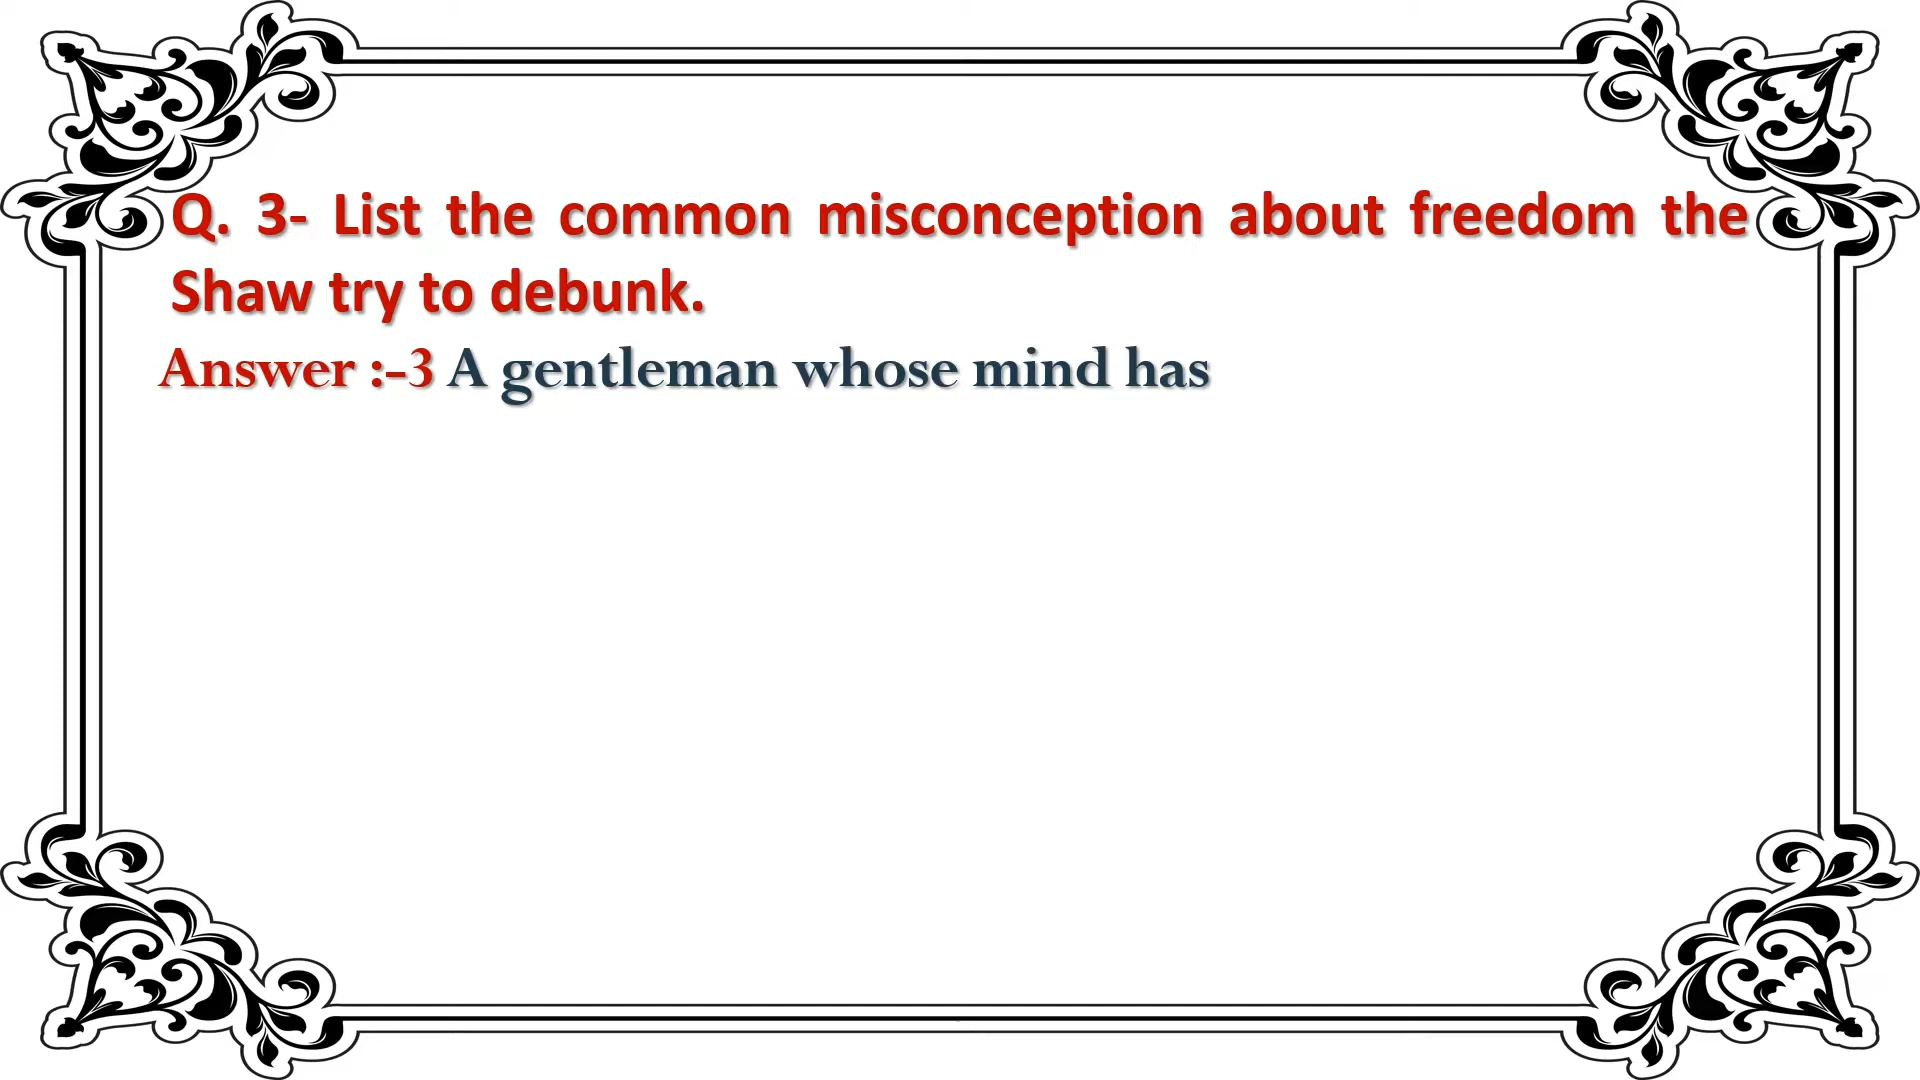 Q. 3- List the common misconception about freedom the
Shaw try to debunk.
Answer :-3 A gentleman whose mind has